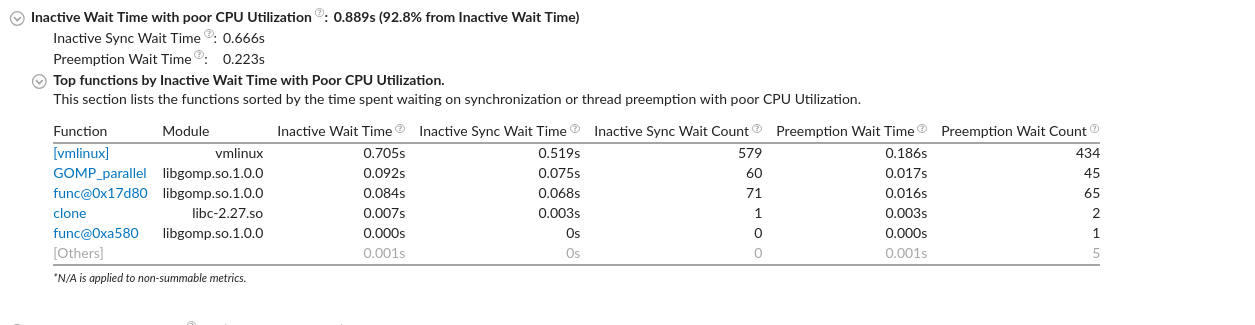 Inactive Wait Time with poor CPU Utilization ?: 0.889s (92.8% from Inactive Wait Time)
Inactive Sync Wait Time ?: 0.666s
Preemption Wait Time ?: 0.223s
Top functions by Inactive Wait Time with Poor CPU Utilization.
This section lists the functions sorted by the time spent waiting on synchronization or thread preemption with poor CPU Utilization.
Function Module Inactive Wait Time ? Inactive Sync Wait Time ? Inactive Sync Wait Count ? Preemption Wait Time ? Preemption Wait Count ?
[vmlinux] vmlinux 0.705s 0.519s 579 0.186s 434
GOMP_parallel libgomp.so.1.0.0 0.092s 0.075s 60 0.017s 45
func@0x17d80 libgomp.so.1.0.0 0.084s 0.068s 71 0.016s 65
clone libc-2.27.so 0.007s 0.003s 1 0.003s 2
func@0xa580 libgomp.so.1.0.0 0.000s 0s 0 0.000s 1
[Others] 0.001s 0s 0 0.001s 5
*N/A is applied to non-summable metrics.